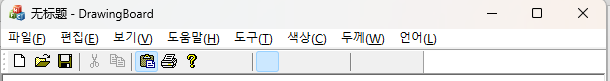 无标题 - DrawingBoard
파일(F) 편집(E) 보기(V) 도움말(H) 도구(T) 색상(C) 두께(W) 언어(L)